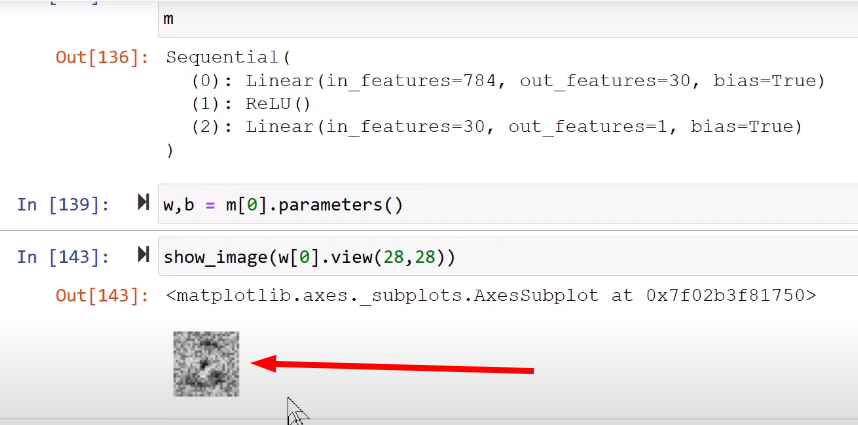 m
Out[136]: Sequential(
(0): Linear(in_features=784, out_features=30, bias=True)
(1): ReLU()
(2): Linear(in_features=30, out_features=1, bias=True)
)
In [139]: w,b = m[0].parameters()
In [143]: show_image(w[0].view(28,28))
Out[143]: <matplotlib.axes._subplots.AxesSubplot at 0x7f02b3f81750>